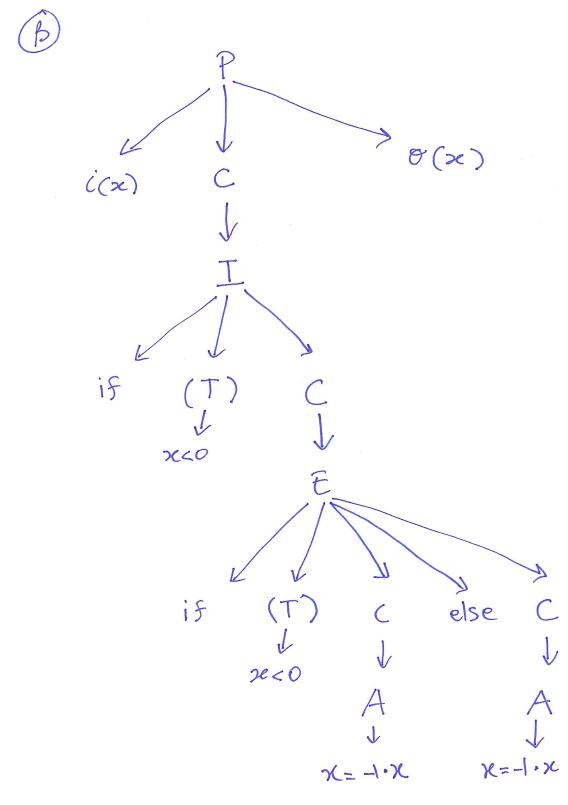 B
P
i(x) C o(x)
I
if (T) C
x<0
E
if (T) C else C
x<0
A A
x=-1·x x=-1·x